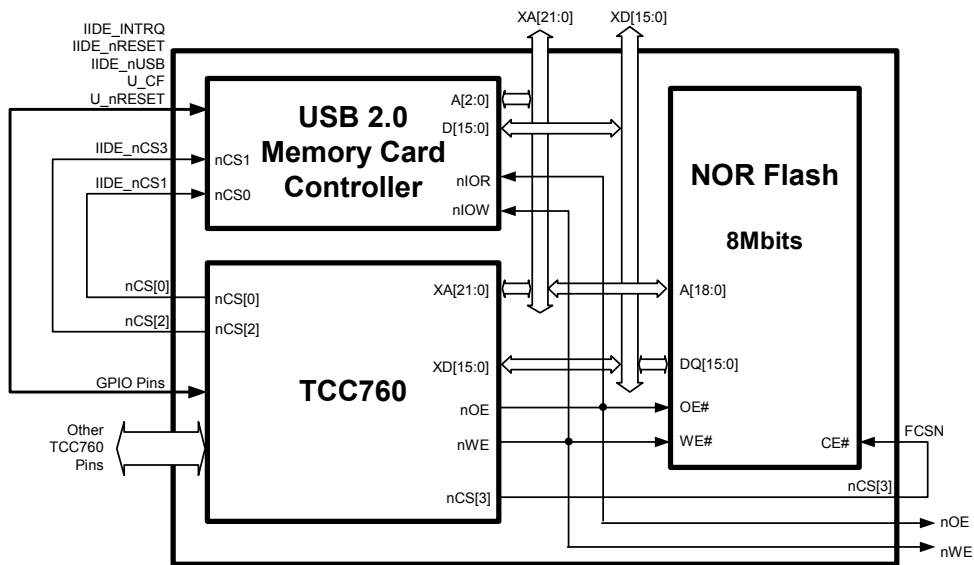 XA[21:0]
XD[15:0]
IIDE_INTRQ
IIDE_nRESET
IIDE_nUSB
U_CF
U_nRESET
IIDE_nCS3
IIDE_nCS1
nCS[0]
nCS[2]
GPIO Pins
Other
TCC760
Pins
USB 2.0
Memory Card
Controller
A[2:0]
D[15:0]
nCS1
nCS0
nIOR
nIOW
TCC760
nCS[0]
nCS[2]
XA[21:0]
XD[15:0]
nOE
nWE
nCS[3]
NOR Flash
8Mbits
A[18:0]
DQ[15:0]
OE#
WE#
CE#
FCSN
nCS[3]
nOE
nWE